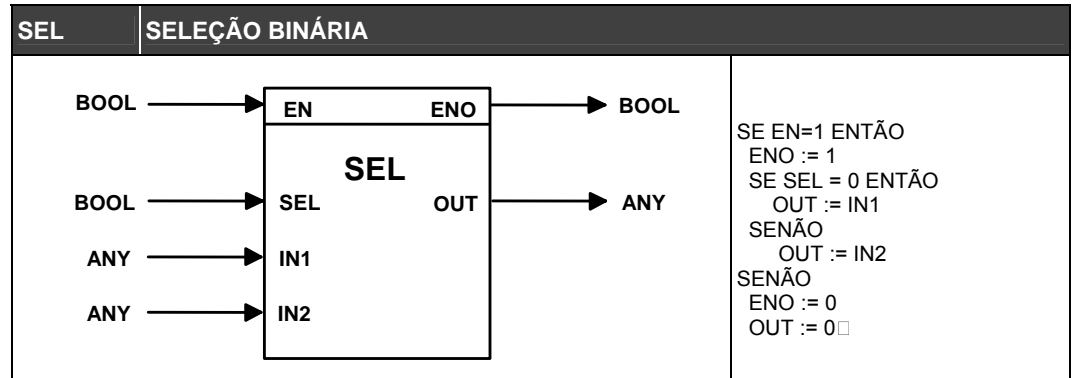 SEL SELEÇÃO BINÁRIA
BOOL EN ENO BOOL
SEL
BOOL SEL OUT ANY
ANY IN1
ANY IN2
SE EN=1 ENTÃO
ENO := 1
SE SEL = 0 ENTÃO
OUT := IN1
SENÃO
OUT := IN2
SENÃO
ENO := 0
OUT := 0□